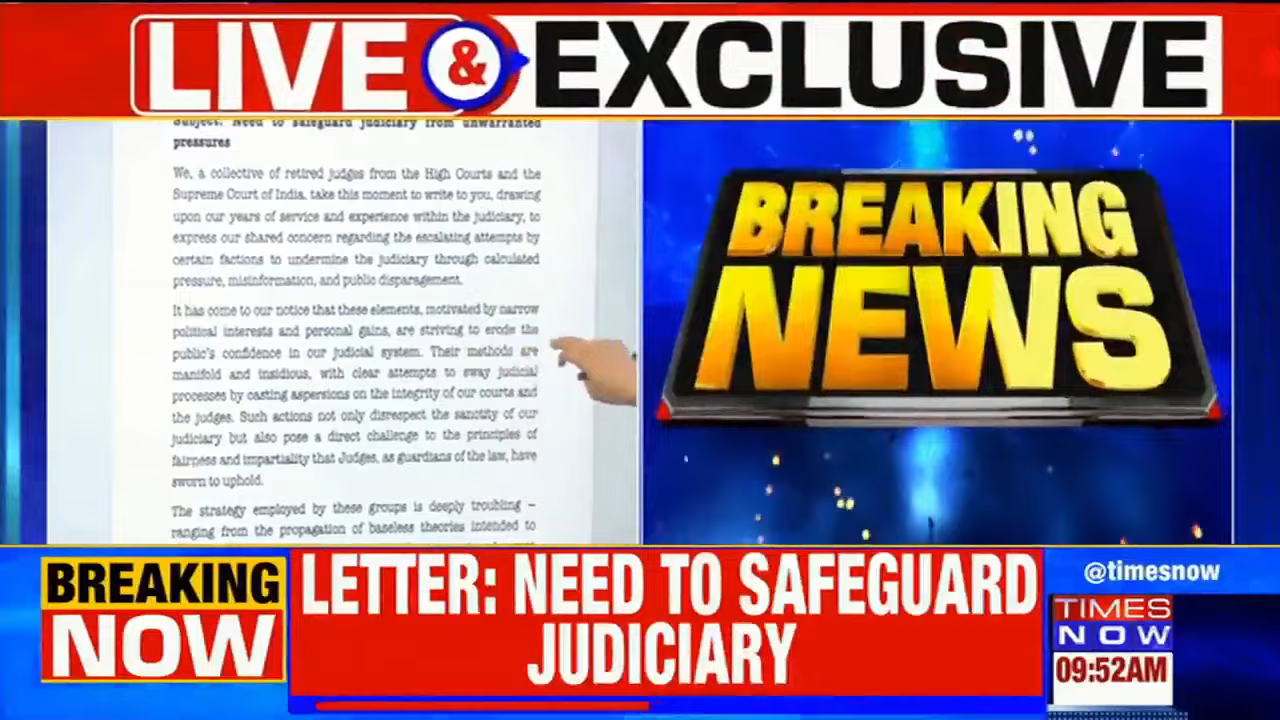 LIVE & EXCLUSIVE
Subject: Need to safeguard judiciary from unwarranted
pressures
We, a collective of retired judges from the High Courts and the
Supreme Court of India, take this moment to write to you, drawing
upon our years of service and experience within the judiciary, to
express our shared concern regarding the escalating attempts by
certain factions to undermine the judiciary through calculated
pressure, misinformation, and public disparagement.
It has come to our notice that these elements, motivated by narrow
political interests and personal gains, are striving to erode the
public's confidence in our judicial system. Their methods are
manifold and insidious, with clear attempts to sway judicial
processes by casting aspersions on the integrity of our courts and
the judges. Such actions not only disrespect the sanctity of our
judiciary but also pose a direct challenge to the principles of
fairness and impartiality that Judges, as guardians of the law, have
sworn to uphold.
The strategy employed by these groups is deeply troubling –
ranging from the propagation of baseless theories intended to
BREAKING
NEWS
BREAKING
NOW
LETTER: NEED TO SAFEGUARD
JUDICIARY
@timesnow
TIMES
NOW
09:52AM